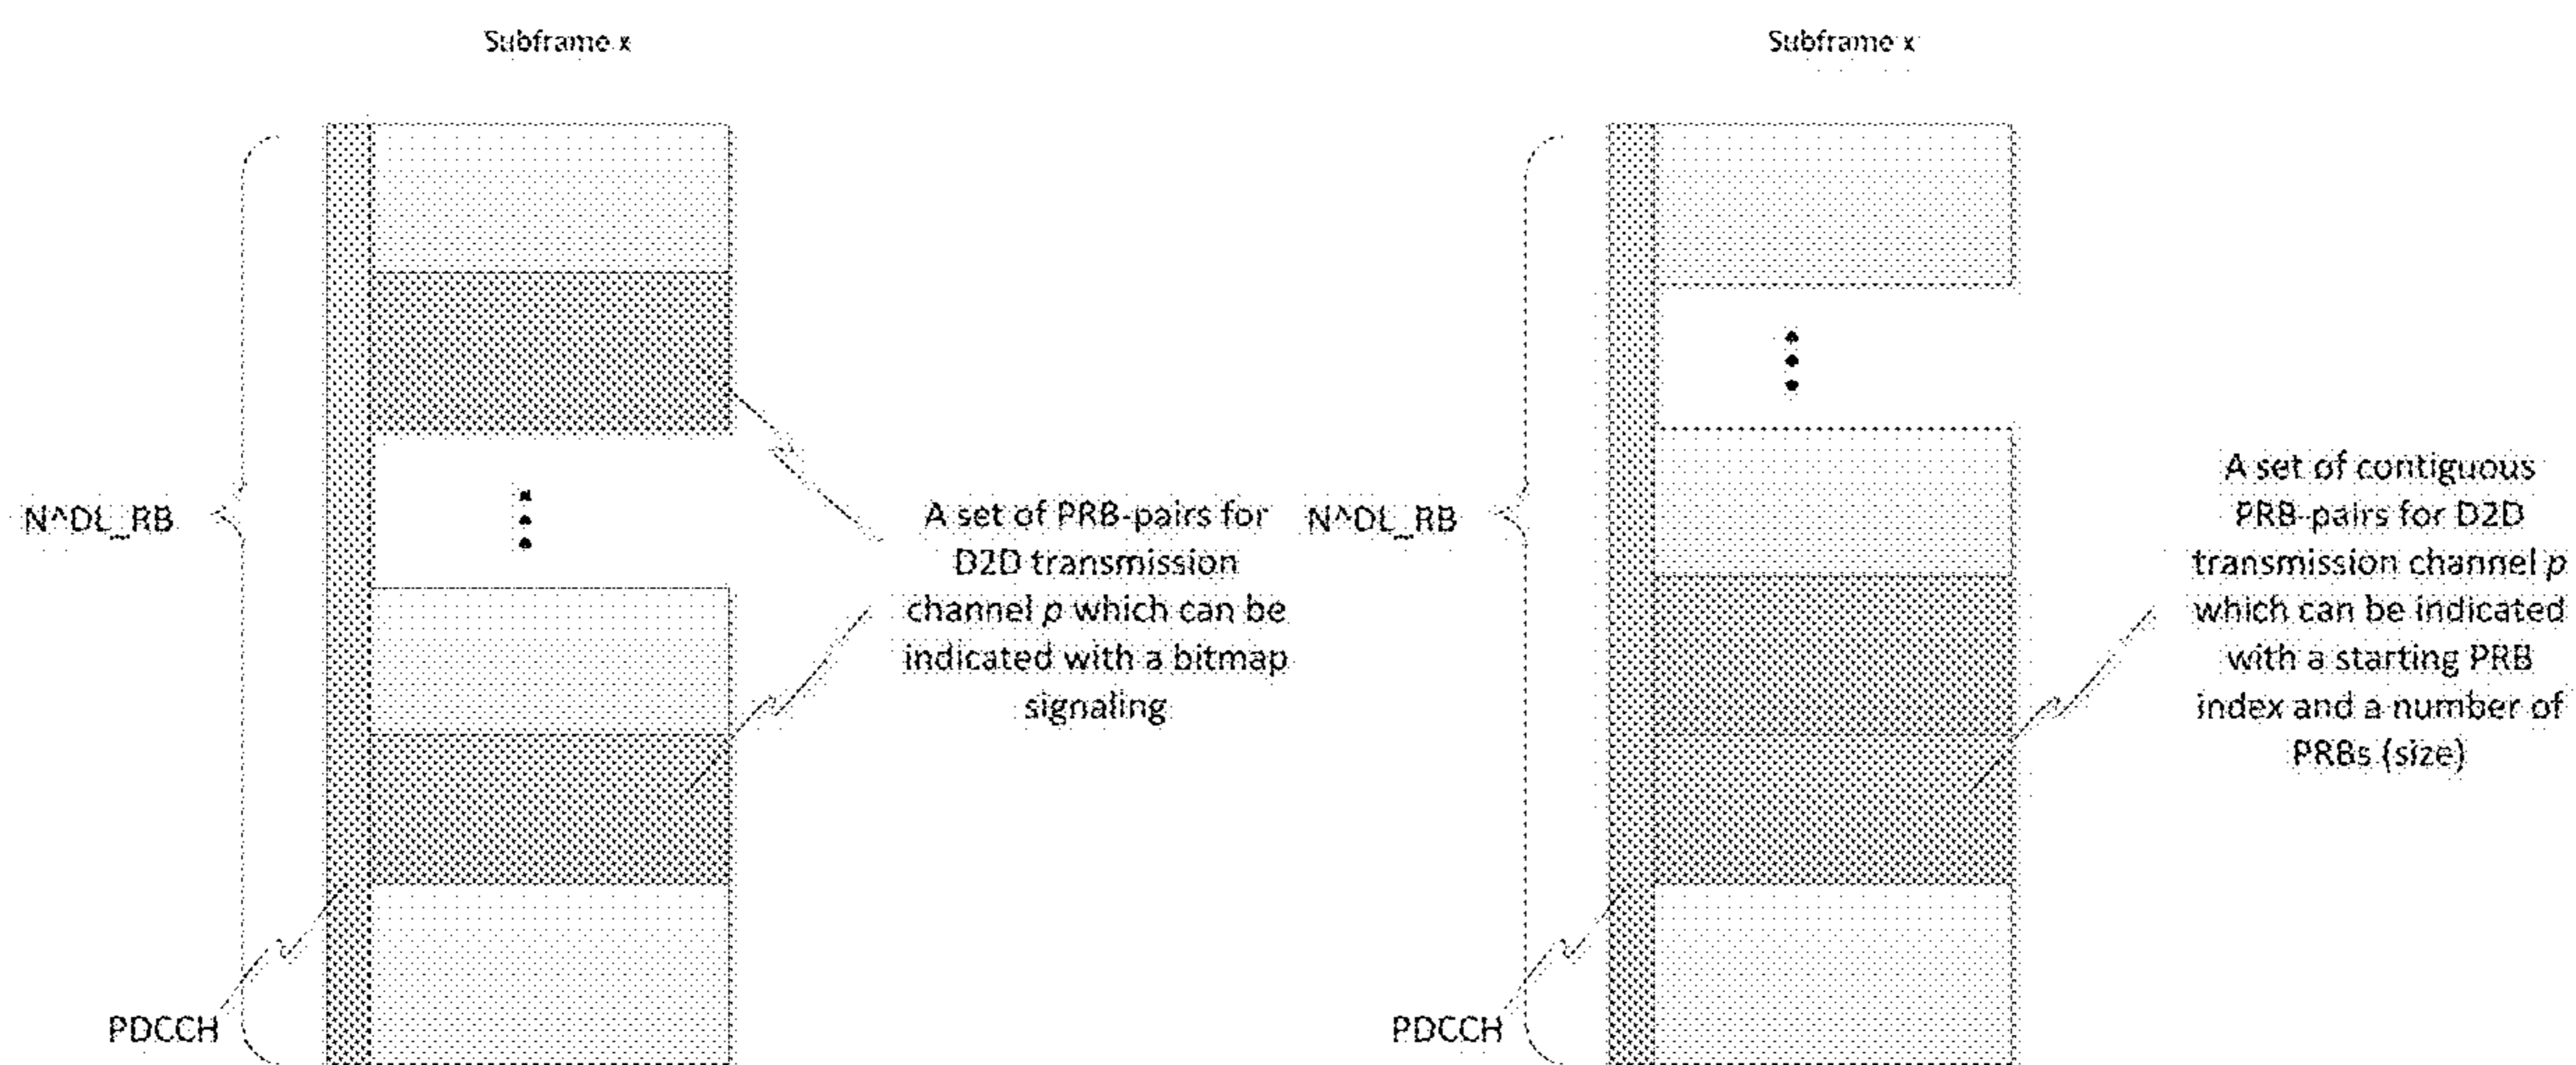 Subframe x
N^DL_RB
A set of PRB-pairs for
D2D transmission
channel p which can be
indicated with a bitmap
signaling
PDCCH
Subframe x
N^DL_RB
A set of contiguous
PRB-pairs for D2D
transmission channel p
which can be indicated
with a starting PRB
index and a number of
PRBs (size)
PDCCH